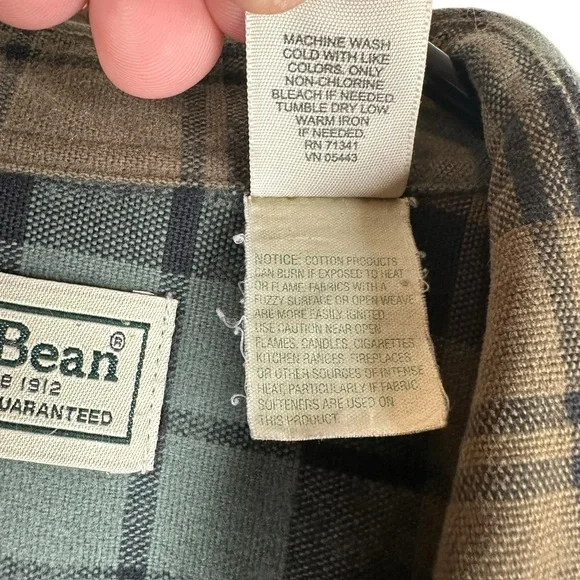 MACHINE WASH
COLD WITH LIKE
COLORS. ONLY
NON-CHLORINE
BLEACH IF NEEDED.
TUMBLE DRY LOW.
WARM IRON
IF NEEDED.
RN 71341
VN 05443
NOTICE: COTTON PRODUCTS
CAN BURN IF EXPOSED TO HEAT
OR FLAME. FABRICS WITH A
FUZZY SURFACE OR OPEN WEAVE
ARE MORE EASILY IGNITED.
USE CAUTION NEAR OPEN
FLAMES, CANDLES, CIGARETTES,
KITCHEN RANGES, FIREPLACES
OR OTHER SOURCES OF INTENSE
HEAT, PARTICULARLY IF FABRIC
SOFTENERS ARE USED ON
THIS PRODUCT.
Bean®
1912
GUARANTEED